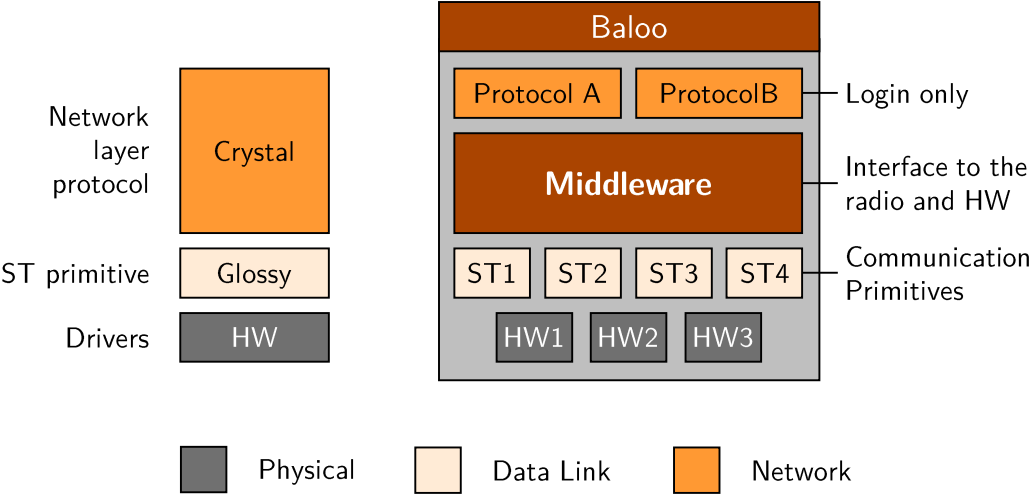 Network
layer
protocol
Crystal
ST primitive
Glossy
Drivers
HW
Baloo
Protocol A
ProtocolB
Login only
Middleware
Interface to the
radio and HW
ST1
ST2
ST3
ST4
Communication
Primitives
HW1
HW2
HW3
Physical
Data Link
Network